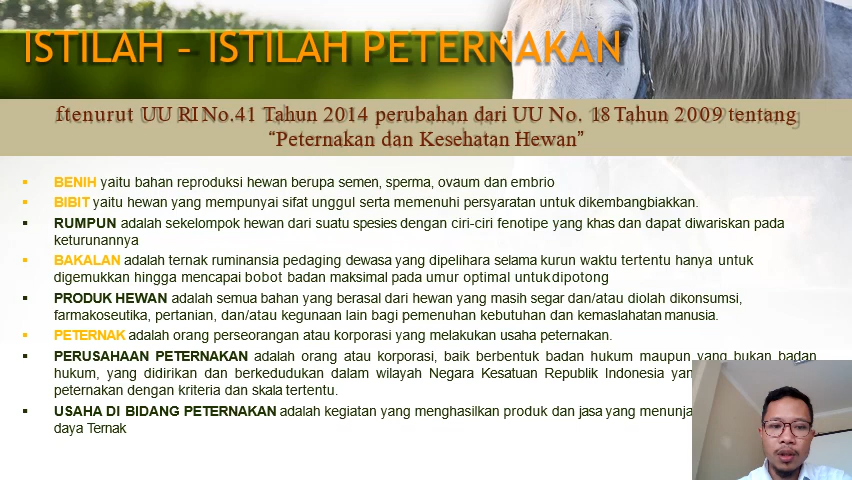 ISTILAH – ISTILAH PETERNAKAN
ftenurut UU RI No.41 Tahun 2014 perubahan dari UU No. 18 Tahun 2009 tentang
“Peternakan dan Kesehatan Hewan”
▪ BENIH yaitu bahan reproduksi hewan berupa semen, sperma, ovaum dan embrio
▪ BIBIT yaitu hewan yang mempunyai sifat unggul serta memenuhi persyaratan untuk dikembangbiakkan.
▪ RUMPUN adalah sekelompok hewan dari suatu spesies dengan ciri-ciri fenotipe yang khas dan dapat diwariskan pada
keturunannya
▪ BAKALAN adalah ternak ruminansia pedaging dewasa yang dipelihara selama kurun waktu tertentu hanya untuk
digemukkan hingga mencapai bobot badan maksimal pada umur optimal untuk dipotong
▪ PRODUK HEWAN adalah semua bahan yang berasal dari hewan yang masih segar dan/atau diolah dikonsumsi,
farmakoseutika, pertanian, dan/atau kegunaan lain bagi pemenuhan kebutuhan dan kemaslahatan manusia.
▪ PETERNAK adalah orang perseorangan atau korporasi yang melakukan usaha peternakan.
▪ PERUSAHAAN PETERNAKAN adalah orang atau korporasi, baik berbentuk badan hukum maupun yang bukan badan
hukum, yang didirikan dan berkedudukan dalam wilayah Negara Kesatuan Republik Indonesia
peternakan dengan kriteria dan skala tertentu.
▪ USAHA DI BIDANG PETERNAKAN adalah kegiatan yang menghasilkan produk dan jasa yang
daya Ternak